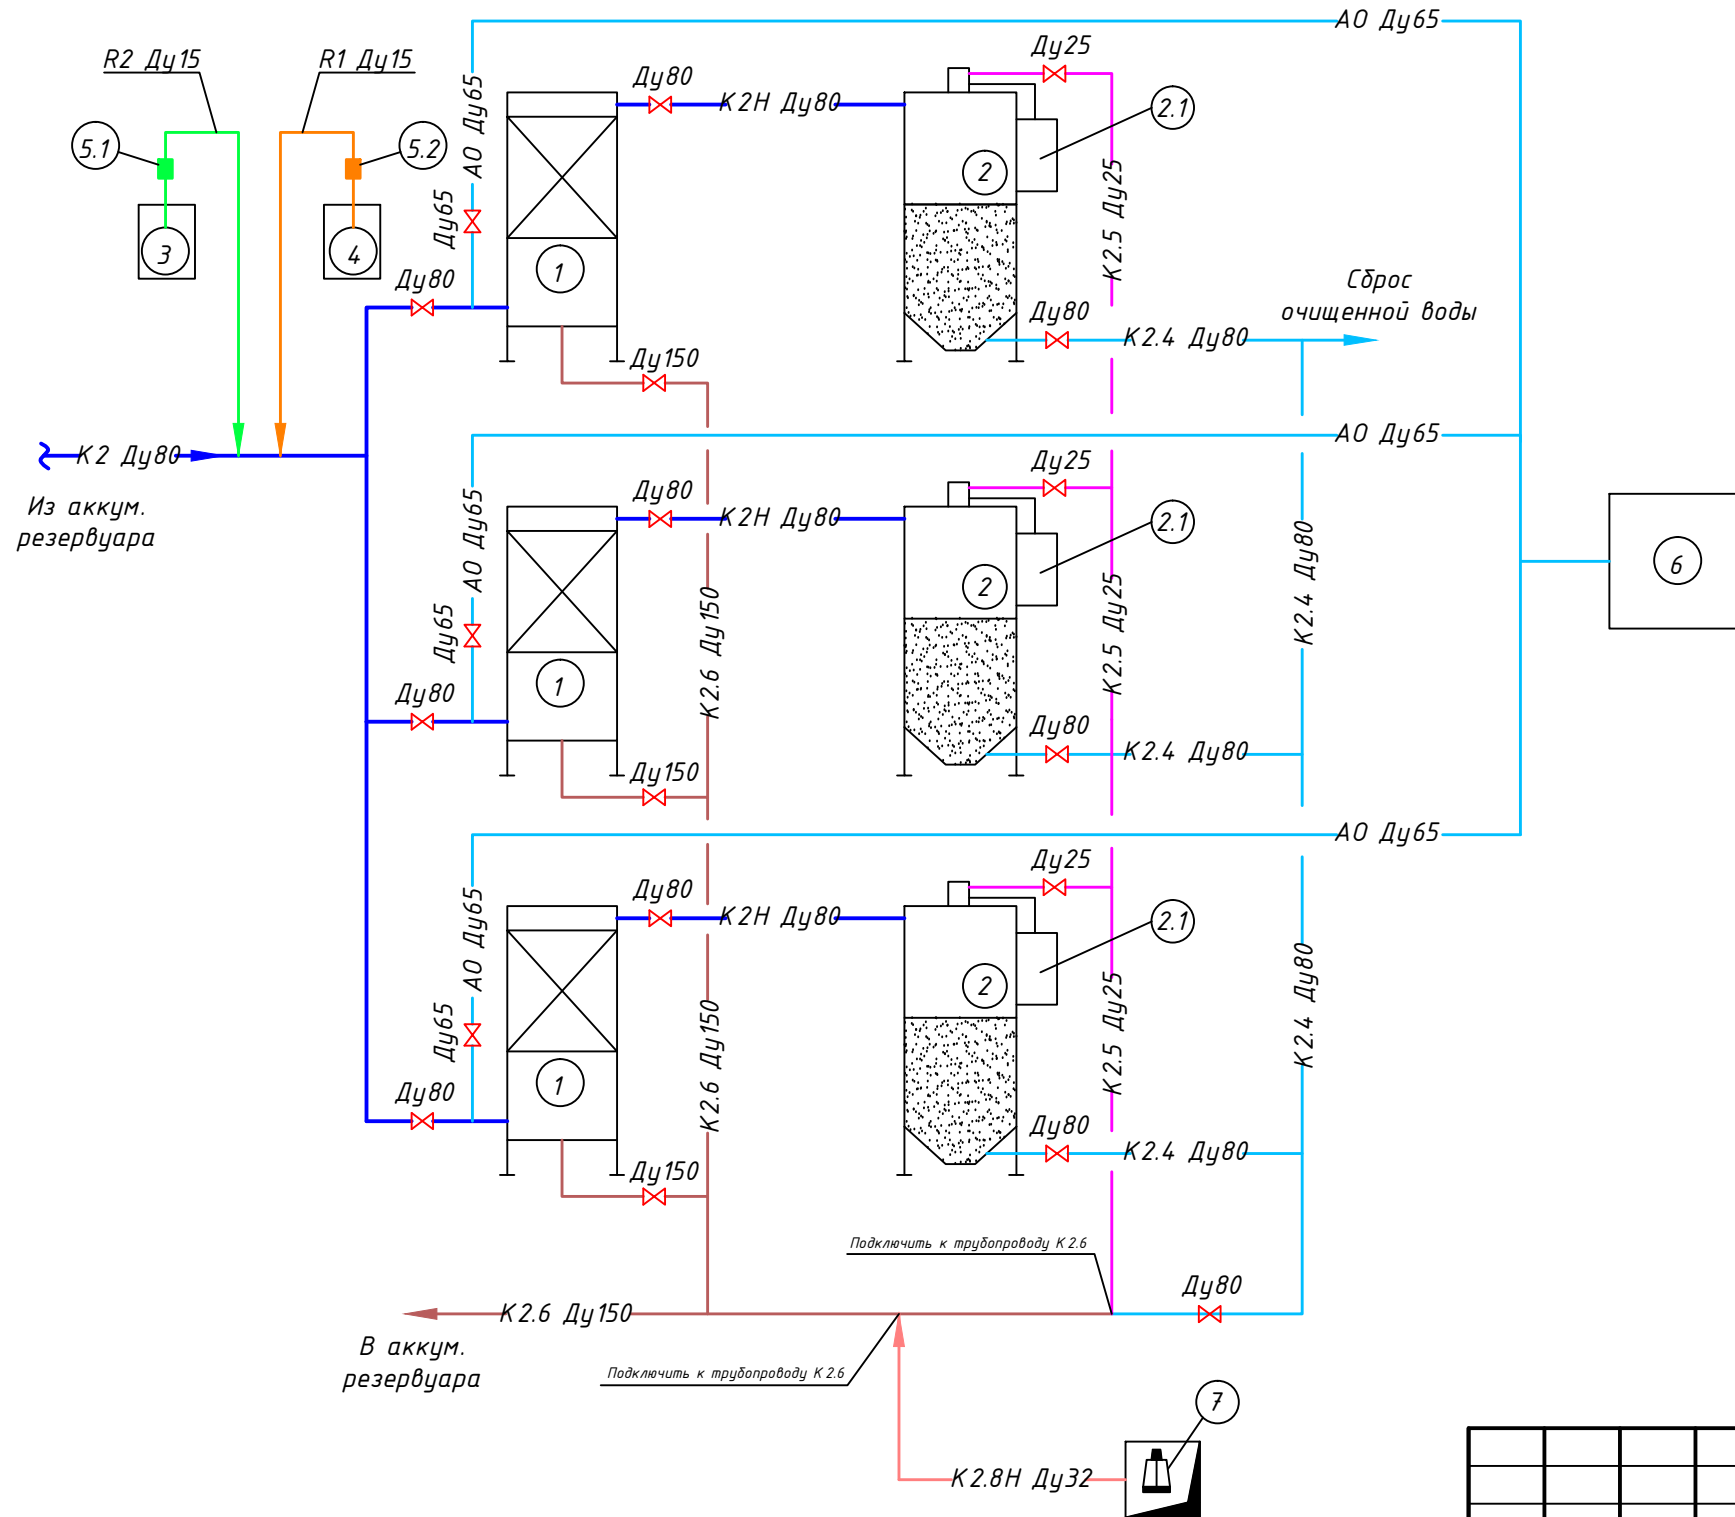 АО Ду65
R2 Ду15
R1 Ду15
Ду80
Ду25
К2Н Ду80
2.1
5.1
5.2
АО Ду65
2
Ду65
К2.5 Ду25
3
4
1
Ду80
Сброс
очищенной воды
Ду80
К2.4 Ду80
Ду150
АО Ду65
К2 Ду80
Из аккум.
резервуара
Ду80
Ду25
К2Н Ду80
2.1
АО Ду65
К2.4 Ду80
6
2
Ду65
К2.6 Ду150
К2.5 Ду25
1
Ду80
Ду80
К2.4 Ду80
Ду150
АО Ду65
Ду80
Ду25
К2Н Ду80
2.1
АО Ду65
2
Ду65
К2.6 Ду150
К2.5 Ду25
К2.4 Ду80
1
Ду80
Ду80
К2.4 Ду80
Ду150
Подключить к трубопроводу К2.6
Ду80
К2.6 Ду150
В аккум.
резервуара
Подключить к трубопроводу К2.6
7
К2.8Н Ду32